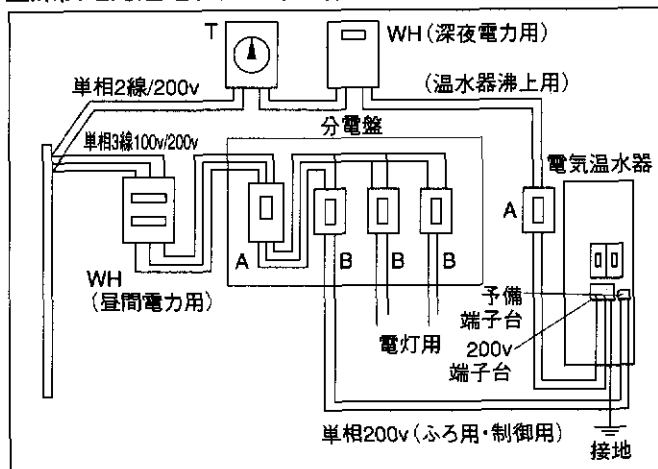 T
WH(深夜電力用)
単相2線/200v
(温水器沸上用)
分電盤
単相3線100v/200v
電気温水器
A
WH
(昼間電力用)
A
B
B
B
電灯用
予備
端子台
200v
端子台
単相200v(ふろ用・制御用)
接地